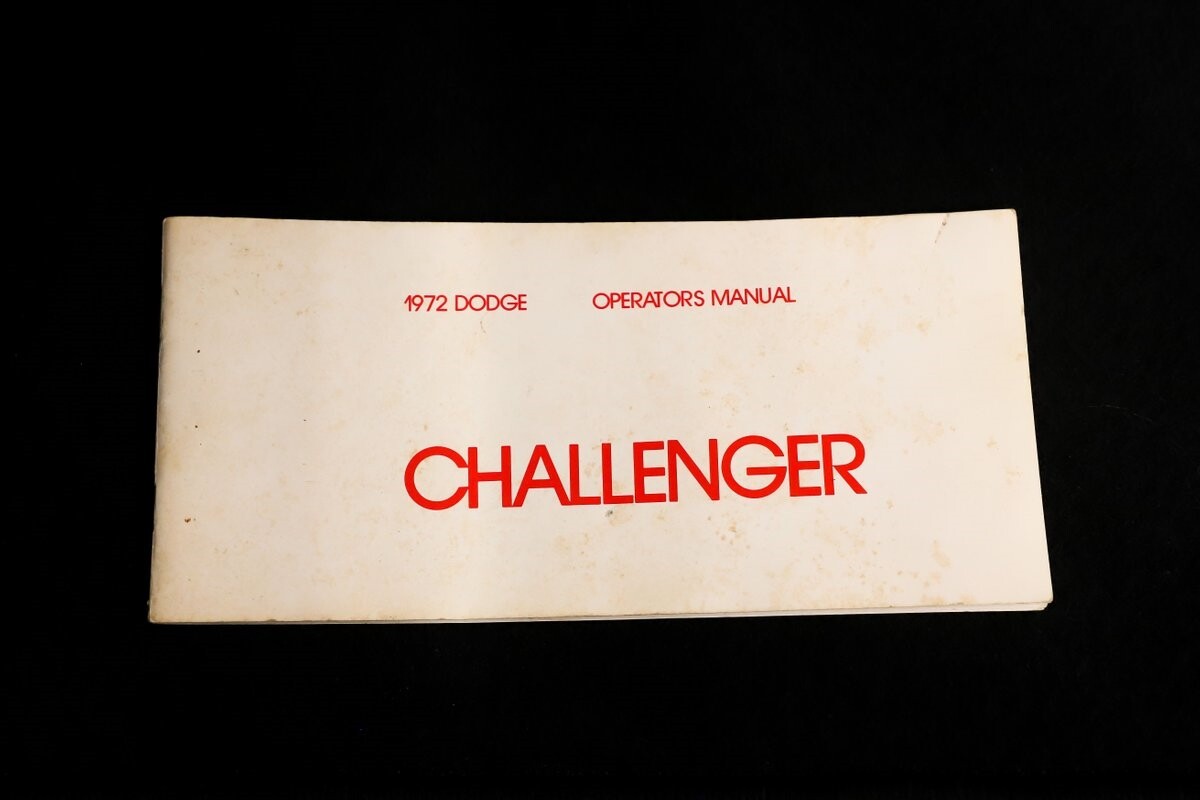 1972 DODGE OPERATORS MANUAL
CHALLENGER